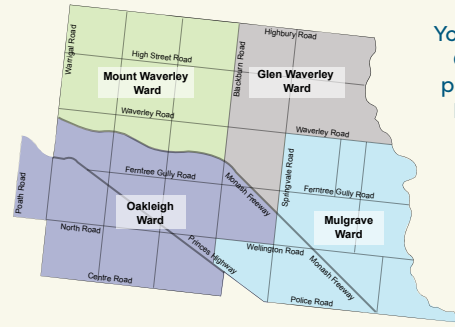 Yo
Highbury Road
Warrigal Road
High Street Road
Blackburn Road
Mount Waverley
Ward
Glen Waverley
Ward
Waverley Road
Waverley Road
Springvale Road
Ferntree Gully Road
Monash Freeway
Ferntree Gully Road
Poath Road
Oakleigh
Ward
Mulgrave
Ward
North Road
Princes Highway
Wellington Road
Monash Freeway
Centre Road
Police Road